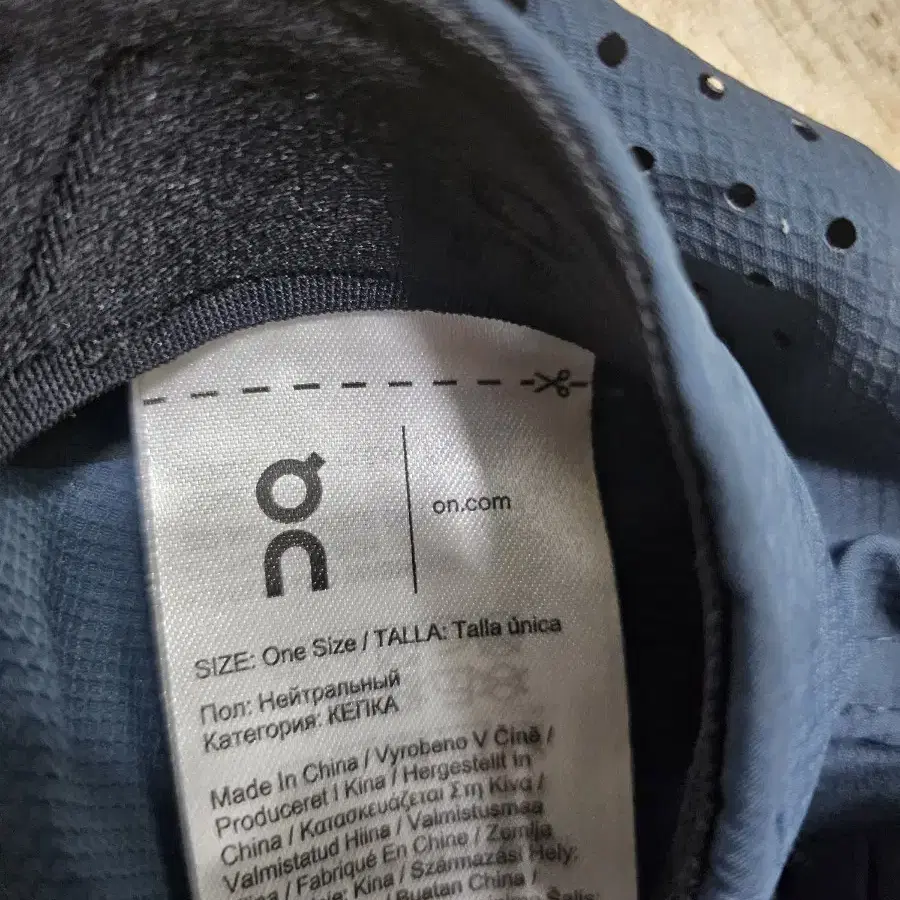 on
on.com
SIZE: One Size / TALLA: Talla única
Пол: Нейтральный
Категория: КЕПКА
Made In China / Vyrobeno V Číně /
Produceret I Kina / Hergestellt in
China / Κατασκευάζεται Στη Κίνα /
Valmistatud Hiina / Valmistusmaa
/ Fabriqué En Chine / Zemlja
Kina / Származási Hely:
/ Buatan China /